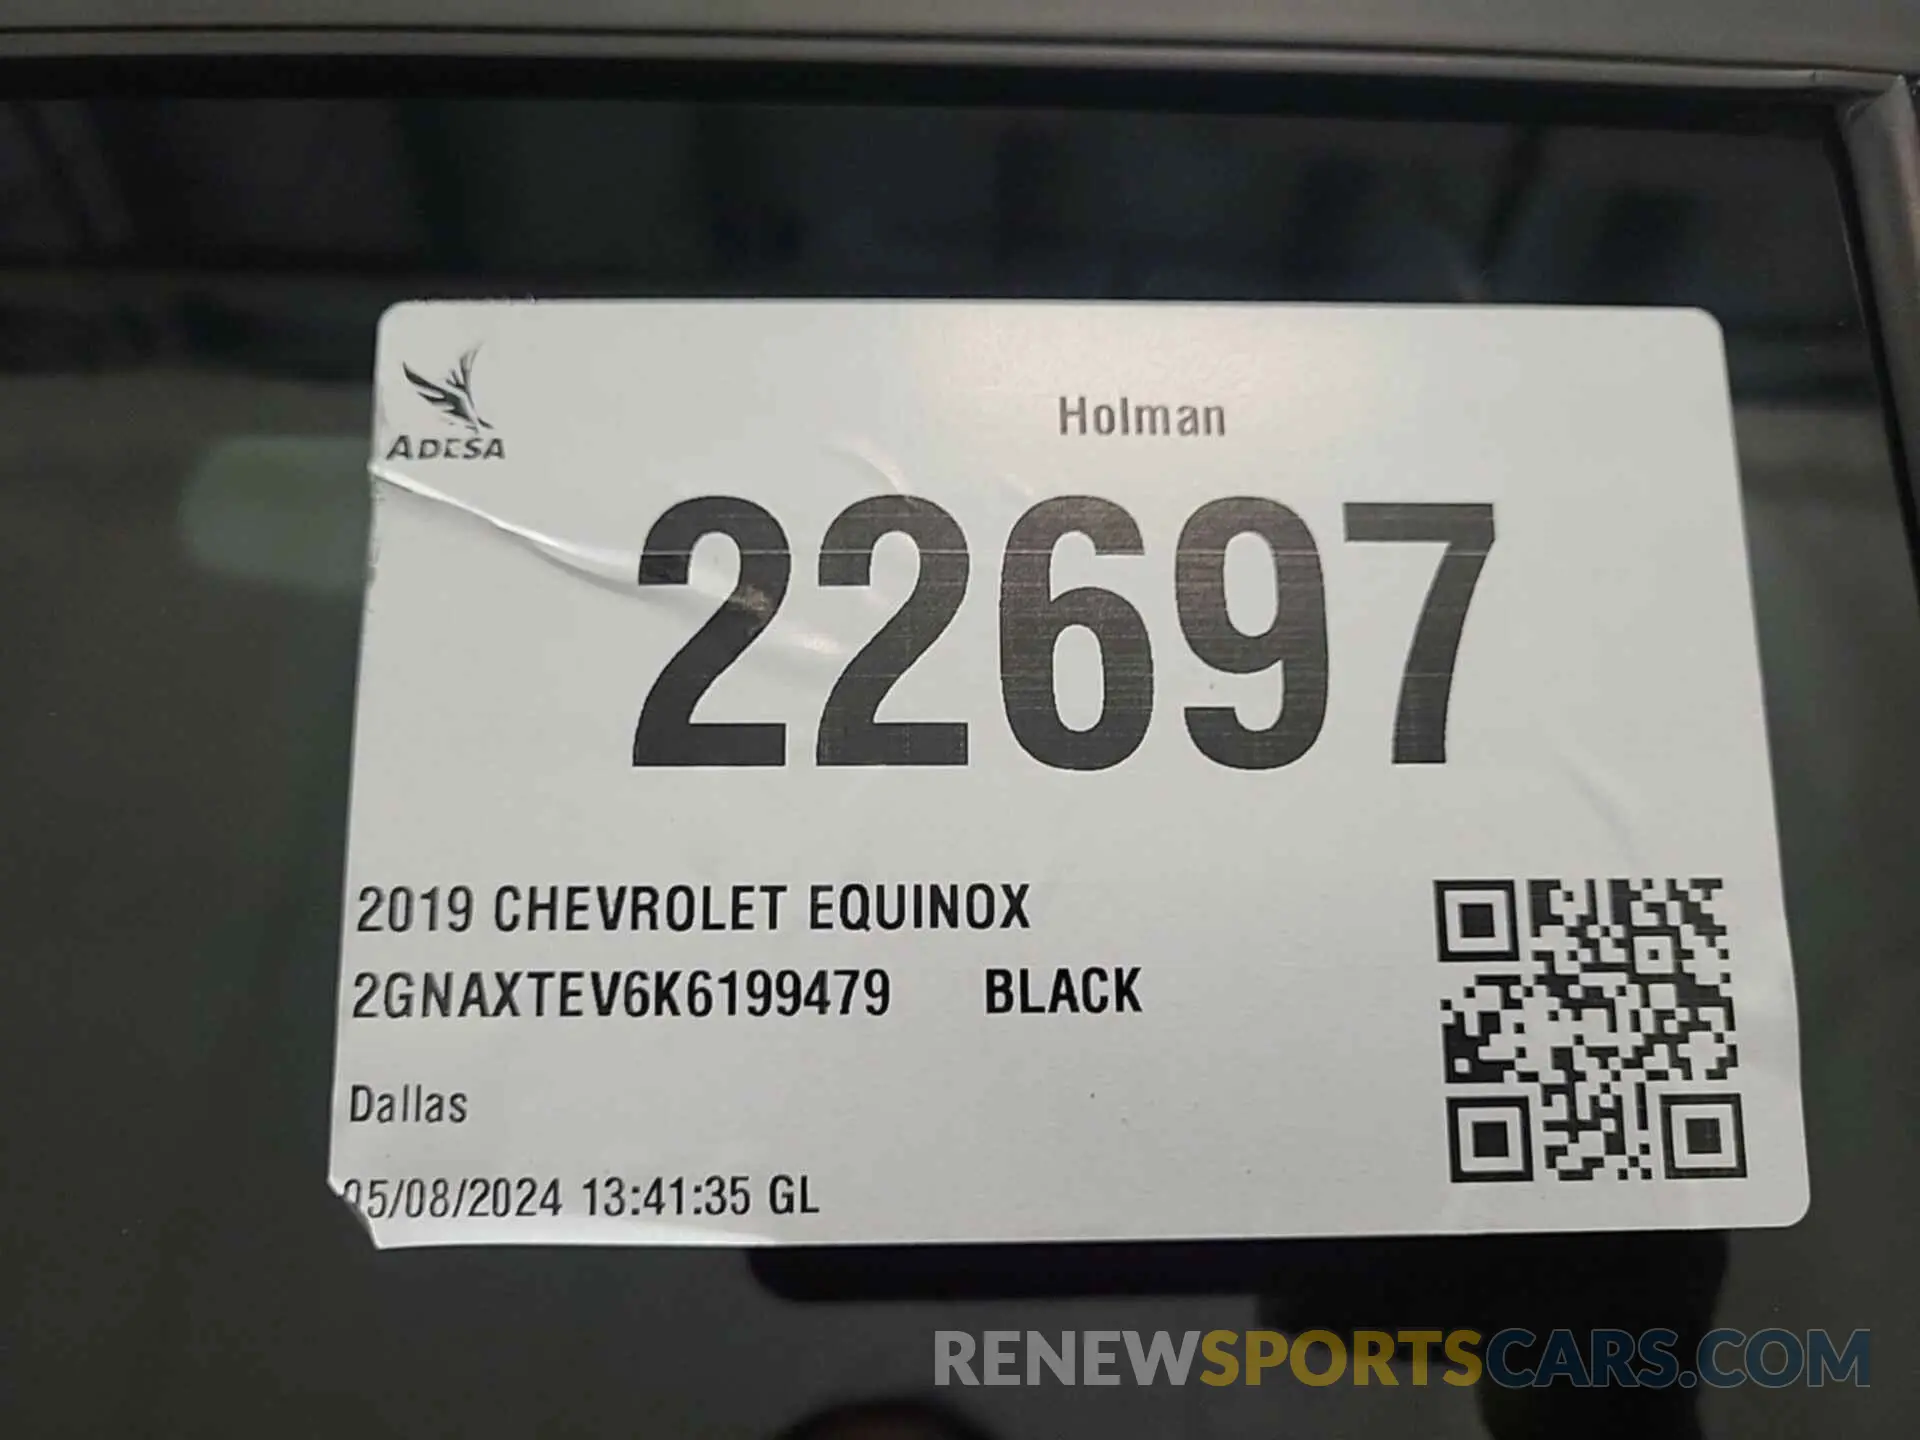 ADESA
Holman
22697
2019 CHEVROLET EQUINOX
2GNAXTEV6K6199479 BLACK
Dallas
05/08/2024 13:41:35 GL
RENEWSPORTSCARS.COM